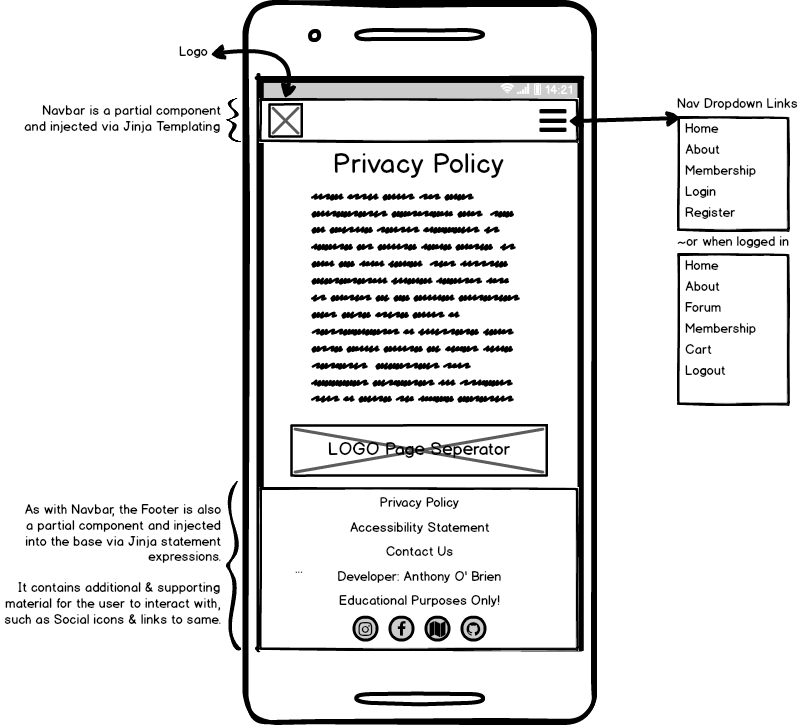 Logo
14:21
Navbar is a partial component
and injected via Jinja Templating
Nav Dropdown Links
Home
About
Membership
Login
Register
~or when logged in
Home
About
Forum
Membership
Cart
Logout
Privacy Policy
LOGO Page Seperator
As with Navbar, the Footer is also
a partial component and injected
into the base via Jinja statement
expressions.
It contains additional & supporting
material for the user to interact with,
such as Social icons & links to same.
Privacy Policy
Accessibility Statement
Contact Us
...
Developer: Anthony O' Brien
Educational Purposes Only!